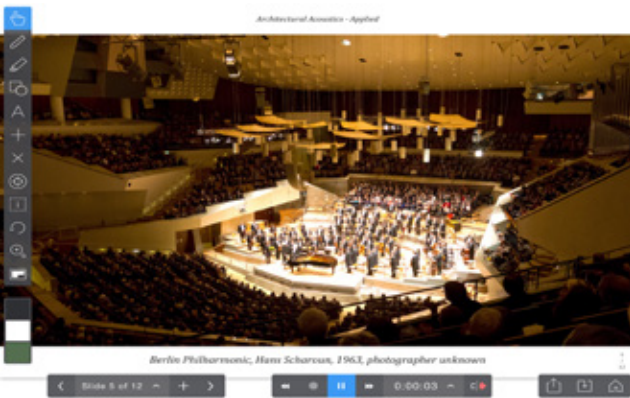 Architectural Acoustics - Applied
A
Berlin Philharmonic, Hans Scharoun, 1963, photographer unknown
Slide 5 of 12
0:00:03